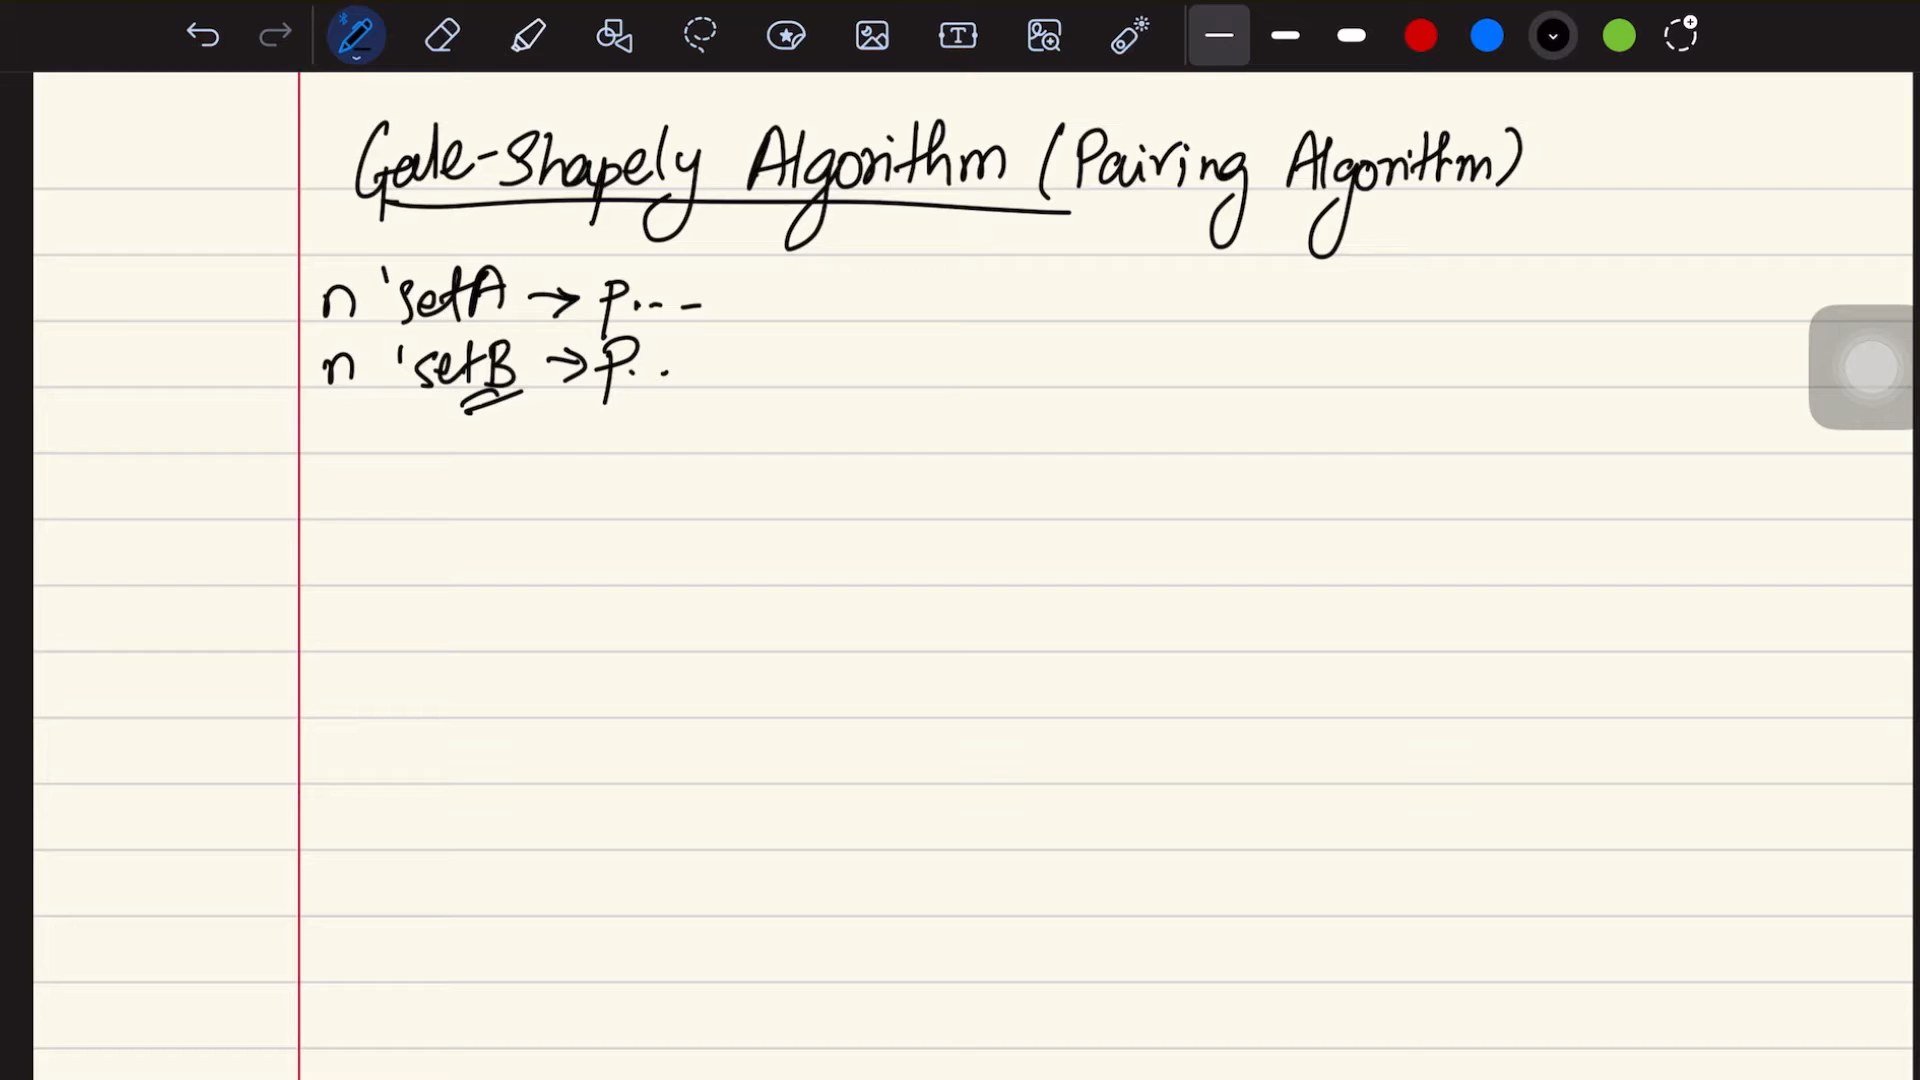 Gale-Shapely Algorithm (Pairing Algorithm)
n 'setA → P...
n 'setB → P..